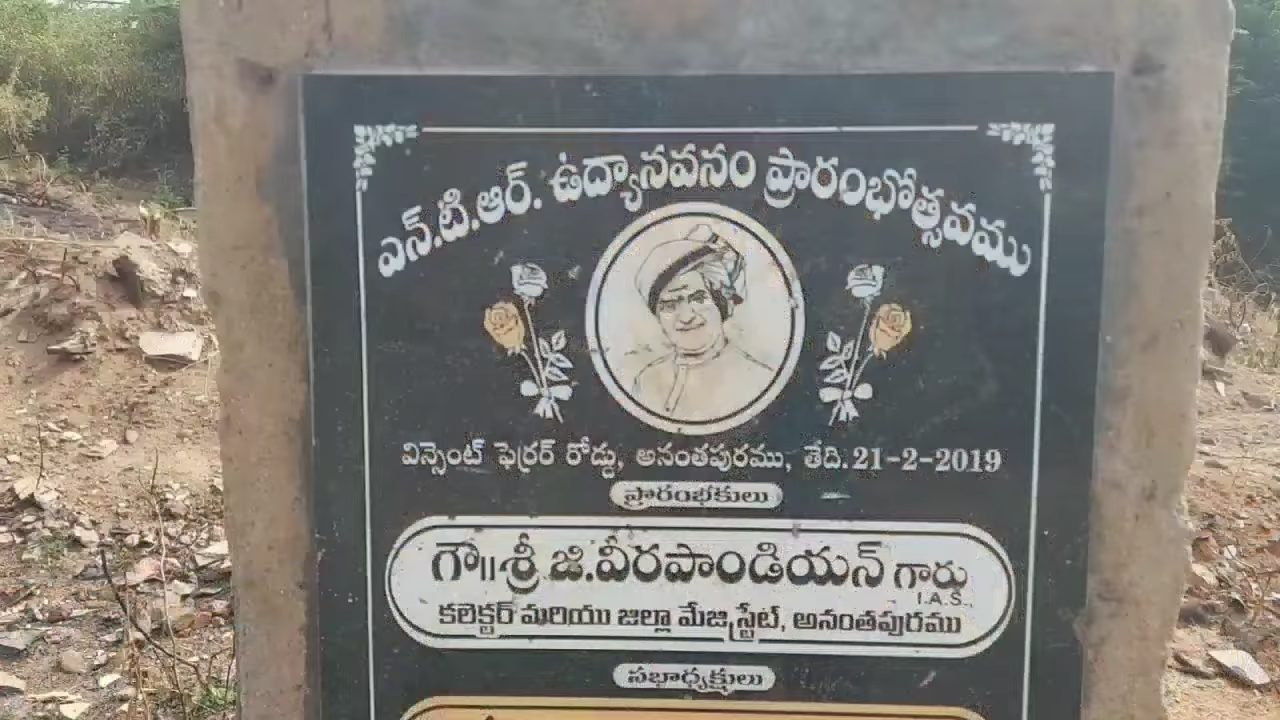 ఎన్.టి.ఆర్. ఉద్యానవనం ప్రారంభోత్సవము
విన్సెంట్ ఫెర్రర్ రోడ్డు, అనంతపురము, తేది.21-2-2019
ప్రారంభకులు
గౌ|| శ్రీ జి.వీరపాండియన్ గారు
I.A.S.,
కలెక్టర్ మరియు జిల్లా మేజిస్ట్రేట్, అనంతపురము
సభాధ్యక్షులు